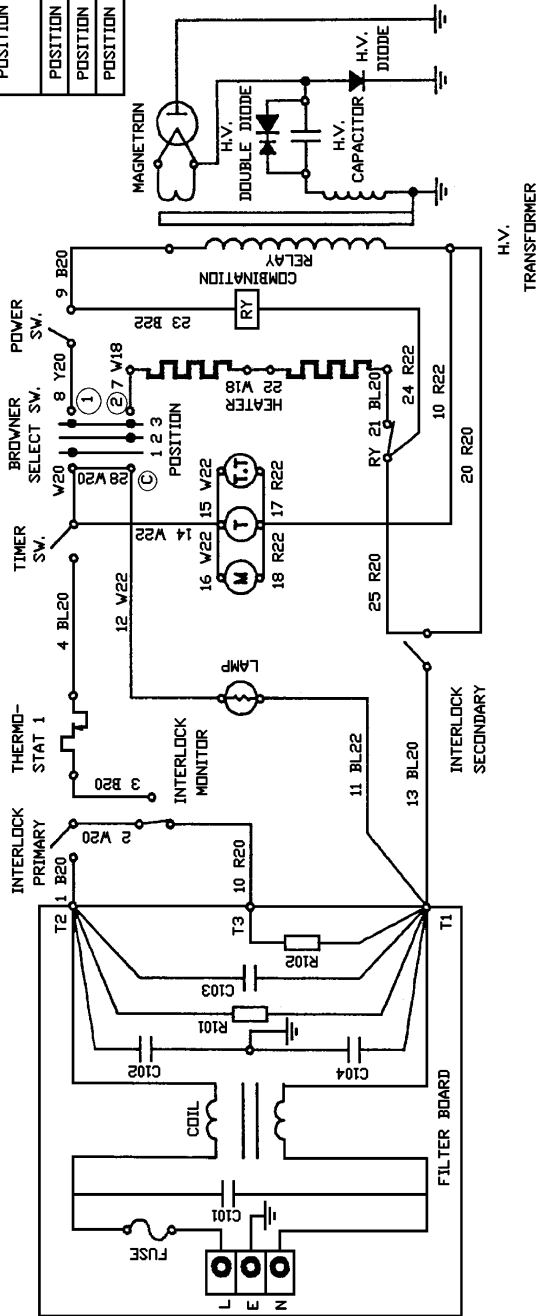 POSITION
POSITION
POSITION
POSITION
MAGNETRON
H.V.
DOUBLE DIODE
H.V.
CAPACITOR
H.V.
DIODE
H.V.
TRANSFORMER
9 B20
COMBINATION
RELAY
RY
23 B22
24 R22
10 R22
20 R20
POWER
SW.
8 Y20
1
2
7 W18
22 W18
HEATER
21 BL20
RY
BROWNER
SELECT SW.
1 2 3
POSITION
W20
28 W20
C
TIMER
SW.
14 W22
15 W22
16 W22
T.T
T
M
17 R22
18 R22
25 R20
4 BL20
12 W22
LAMP
11 BL22
13 BL20
INTERLOCK
SECONDARY
THERMO-
STAT 1
3 B20
INTERLOCK
MONITOR
INTERLOCK
PRIMARY
2 W20
1 B20
10 R20
T2
T3
T1
R102
C103
R101
C102
C104
COIL
C101
FUSE
L
E
N
FILTER BOARD